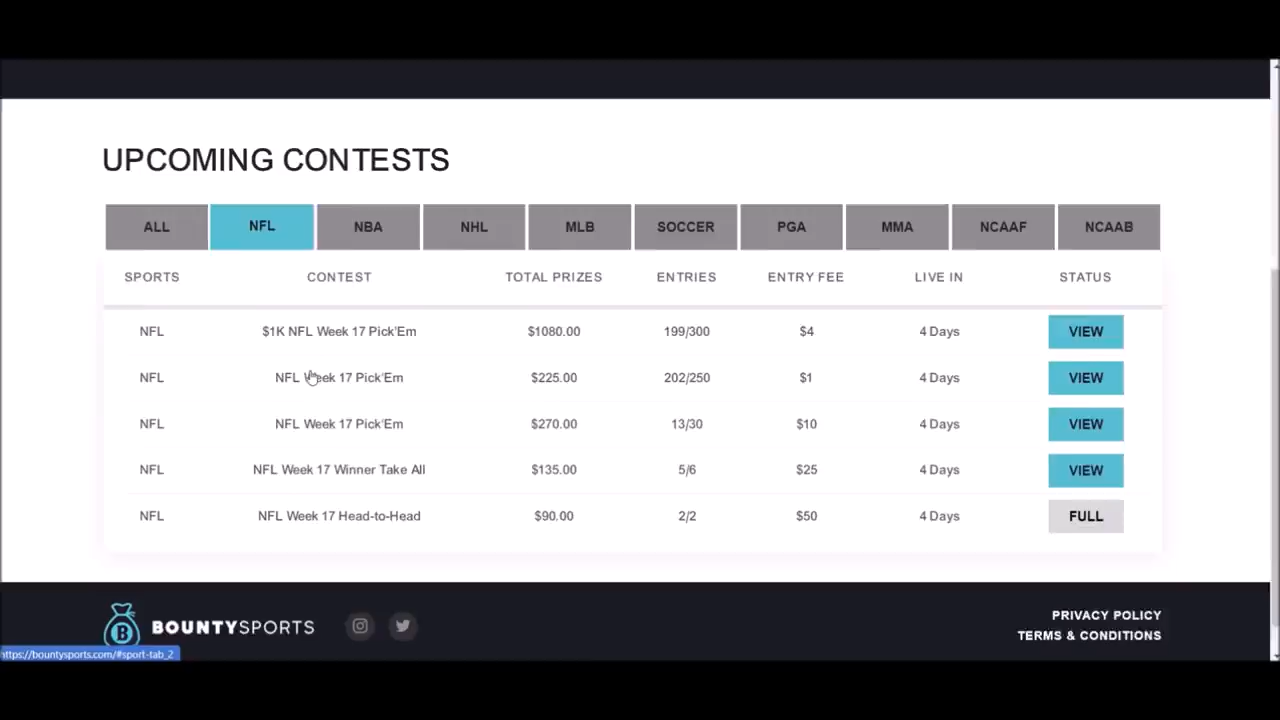 UPCOMING CONTESTS
ALL NFL NBA NHL MLB SOCCER PGA MMA NCAAF NCAAB
SPORTS CONTEST TOTAL PRIZES ENTRIES ENTRY FEE LIVE IN STATUS
NFL $1K NFL Week 17 Pick'Em $1080.00 199/300 $4 4 Days VIEW
NFL NFL Week 17 Pick'Em $225.00 202/250 $1 4 Days VIEW
NFL NFL Week 17 Pick'Em $270.00 13/30 $10 4 Days VIEW
NFL NFL Week 17 Winner Take All $135.00 5/6 $25 4 Days VIEW
NFL NFL Week 17 Head-to-Head $90.00 2/2 $50 4 Days FULL
B BOUNTYSPORTS
PRIVACY POLICY
TERMS & CONDITIONS
https://bountysports.com/#sport-tab_2